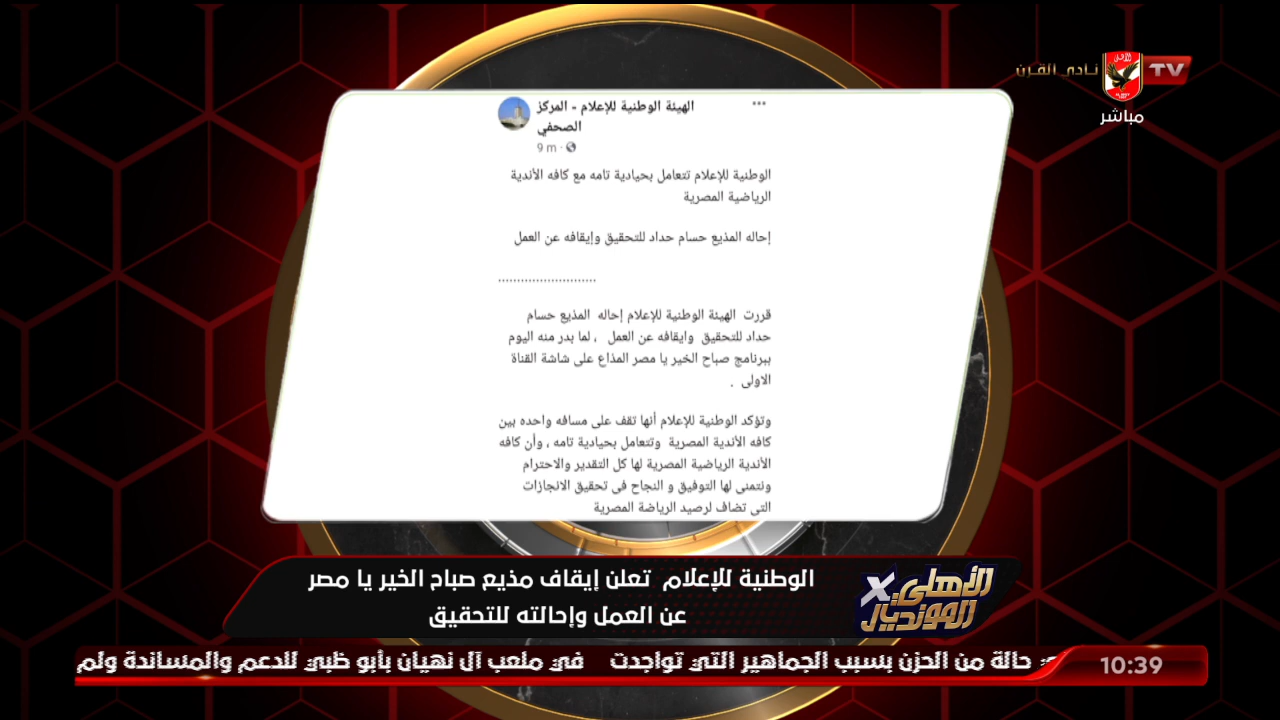 نادي القرن
TV
مباشر
الهيئة الوطنية للإعلام - المركز
الصحفي
9 m ·
الوطنية للإعلام تتعامل بحيادية تامه مع كافه الأندية
الرياضية المصرية
إحاله المذيع حسام حداد للتحقيق وإيقافه عن العمل
..........................
قررت الهيئة الوطنية للإعلام إحاله المذيع حسام
حداد للتحقيق وايقافه عن العمل ، لما بدر منه اليوم
ببرنامج صباح الخير يا مصر المذاع على شاشة القناة
الاولى .
وتؤكد الوطنية للإعلام أنها تقف على مسافه واحده بين
كافه الأندية المصرية وتتعامل بحيادية تامه ، وأن كافه
الأندية الرياضية المصرية لها كل التقدير والاحترام
ونتمنى لها التوفيق و النجاح فى تحقيق الانجازات
التى تضاف لرصيد الرياضة المصرية
الأهلي x
المونديال
الوطنية للإعلام تعلن إيقاف مذيع صباح الخير يا مصر
عن العمل وإحالته للتحقيق
10:39
حالة من الحزن بسبب الجماهير التي تواجدت في ملعب آل نهيان بأبو ظبي للدعم والمساندة ولم